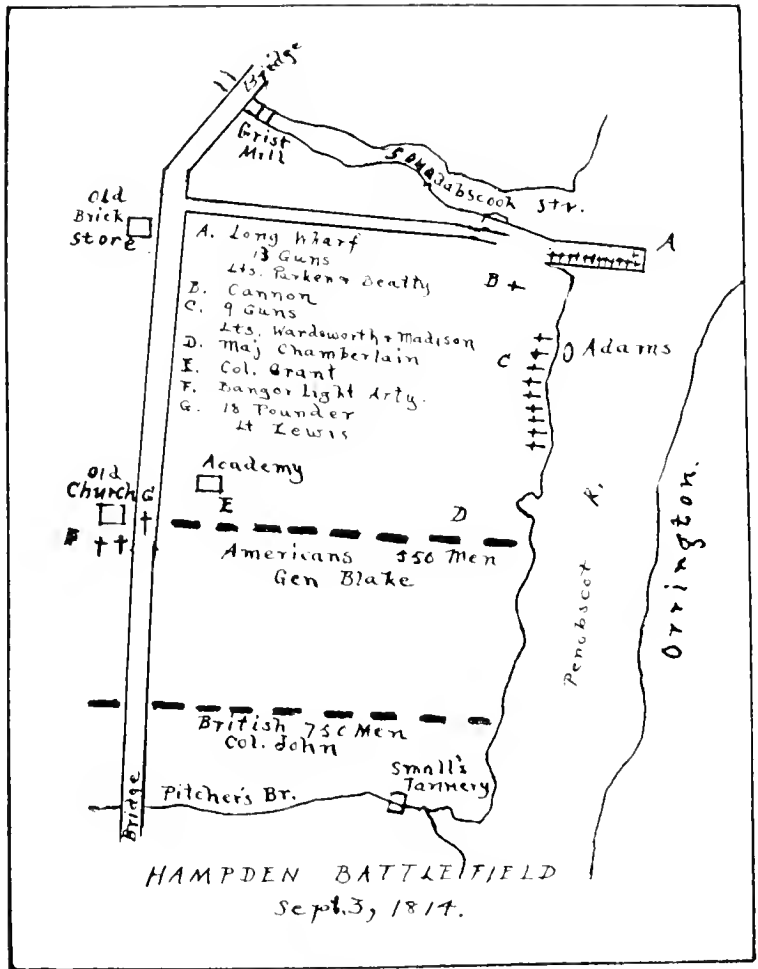 Bridge
Grist
Mill
Souadabscook Str.
Old
Brick
Store
A. Long Wharf
13 Guns
Lts. Parker & Beatty
B. Cannon
C. 9 Guns
Lts. Wardsworth & Madison
D. Maj Chamberlain
E. Col. Grant
F. Bangor Light Arty.
G. 18 Pounder
Lt Lewis
A
B
C
Adams
Academy
Old
Church
G
E
D
F
Americans 550 Men
Gen Blake
Penobscot R.
Orrington.
British 750 Men
Col. John
Small's
Tannery
Pitcher's Br.
Bridge
HAMPDEN BATTLEFIELD
Sept. 3, 1814.